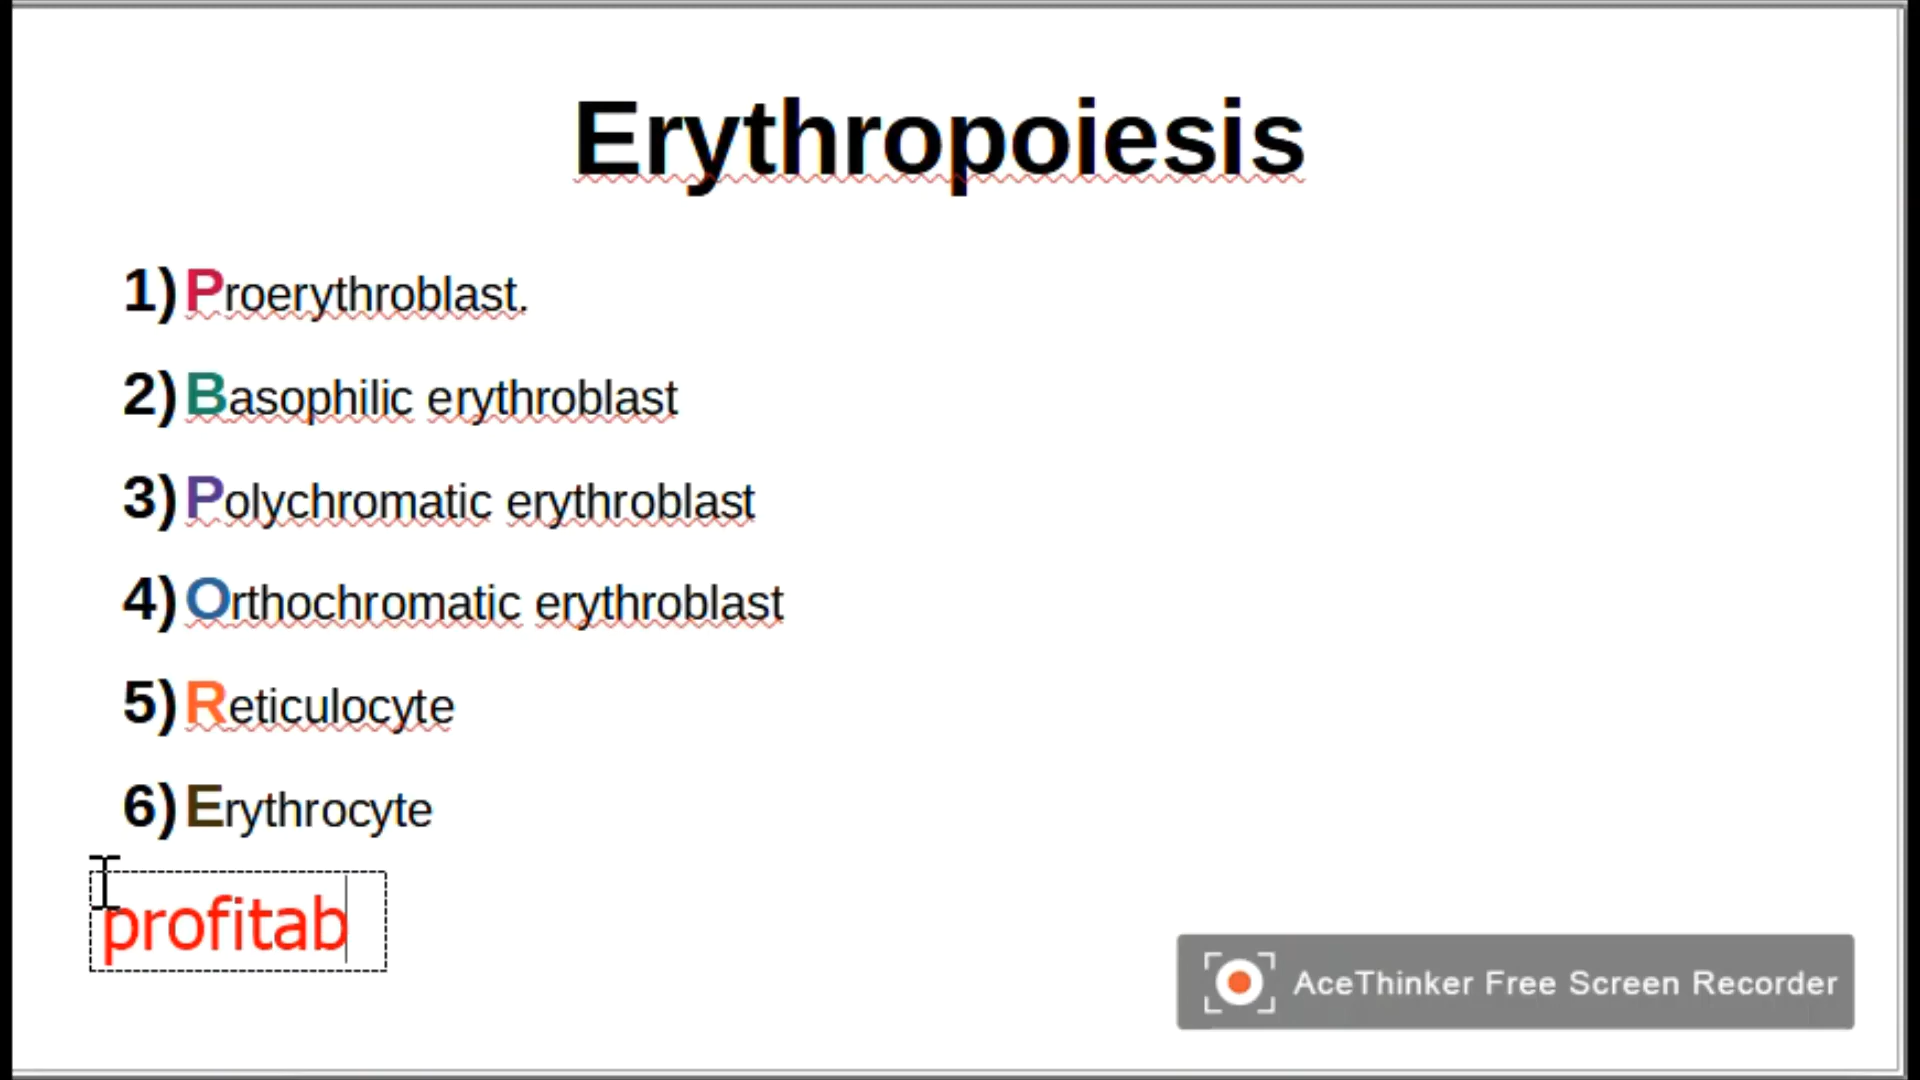 Erythropoiesis
1) Proerythroblast.
2) Basophilic erythroblast
3) Polychromatic erythroblast
4) Orthochromatic erythroblast
5) Reticulocyte
6) Erythrocyte
profitab
AceThinker Free Screen Recorder